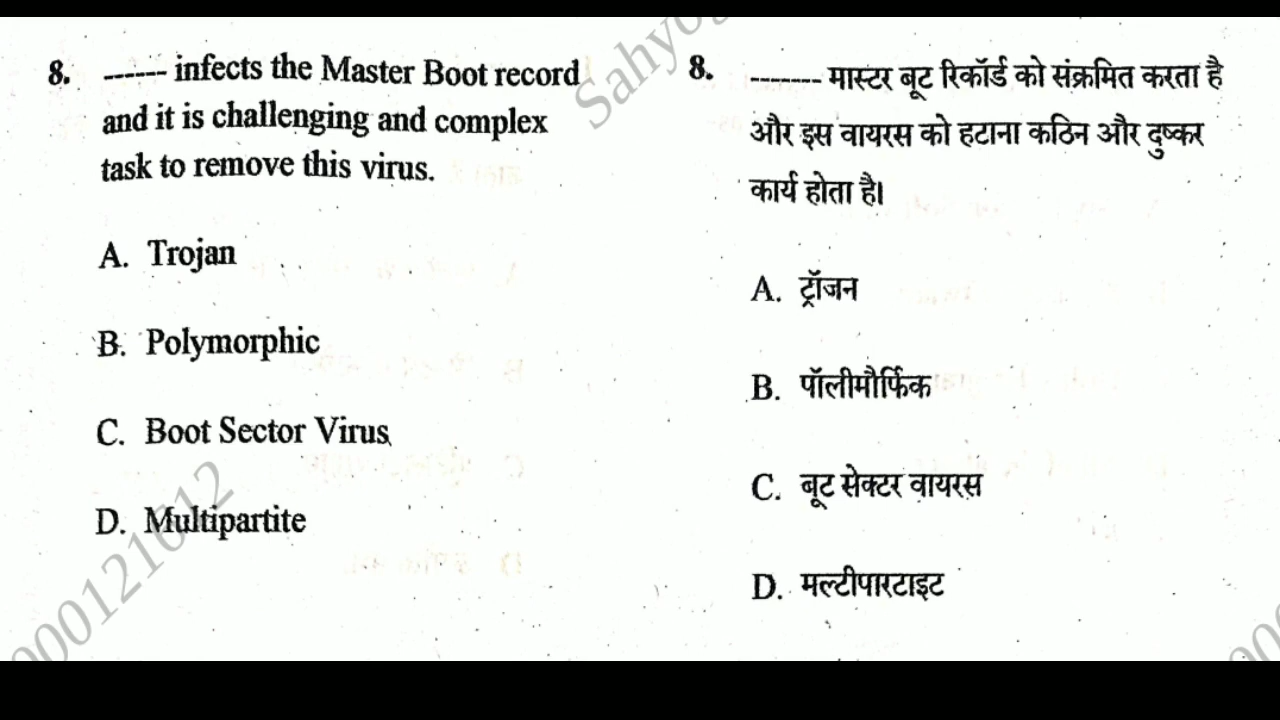 8. ------ infects the Master Boot record
and it is challenging and complex
task to remove this virus.
A. Trojan
B. Polymorphic
C. Boot Sector Virus
D. Multipartite
8. ------- मास्टर बूट रिकॉर्ड को संक्रमित करता है
और इस वायरस को हटाना कठिन और दुष्कर
कार्य होता है।
A. ट्रॉजन
B. पॉलीमौर्फिक
C. बूट सेक्टर वायरस
D. मल्टीपारटाइट